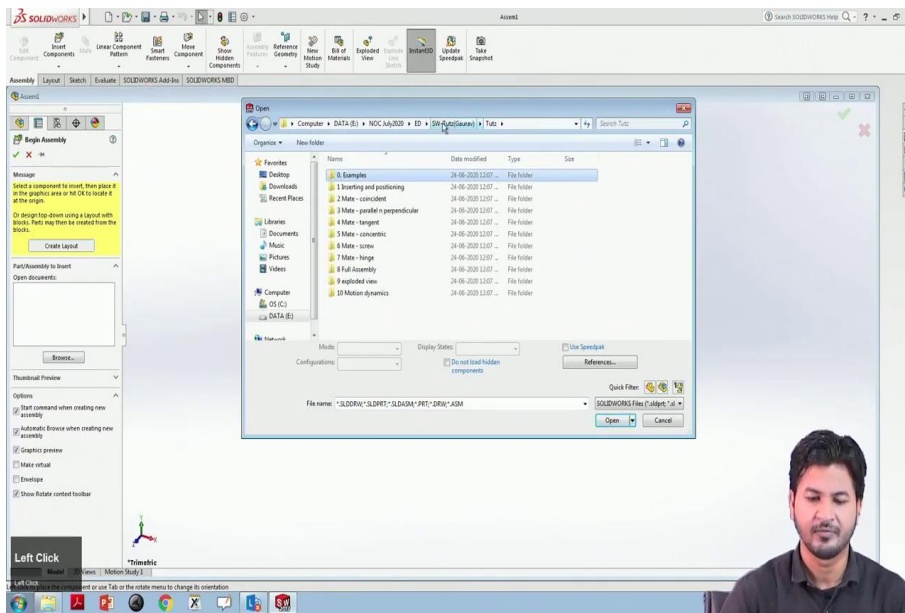 SOLIDWORKS
Assem1
Search SOLIDWORKS Help
Edit Component
Insert Components
Mate
Linear Component Pattern
Smart Fasteners
Move Component
Show Hidden Components
Assembly Features
Reference Geometry
New Motion Study
Bill of Materials
Exploded View
Explode Line Sketch
Instant3D
Update Speedpak
Take Snapshot
Assembly Layout Sketch Evaluate SOLIDWORKS Add-Ins SOLIDWORKS MBD
Assem1
Begin Assembly
Message
Select a component to insert, then place it
in the graphics area or hit OK to locate it
at the origin.
Or design top-down using a Layout with
blocks. Parts may then be created from the
blocks.
Create Layout
Part/Assembly to Insert
Open documents:
Browse...
Thumbnail Preview
Options
Start command when creating new
assembly
Automatic Browse when creating new
assembly
Graphics preview
Make virtual
Envelope
Show Rotate context toolbar
Open
Computer DATA (E:) NOC July2020 ED SW-Tutz(Gaurav) Tutz
Search Tutz
Organize New folder
Favorites
Desktop
Downloads
Recent Places
Libraries
Documents
Music
Pictures
Videos
Computer
OS (C:)
DATA (E:)
Network
Name Date modified Type Size
0. Examples 24-06-2020 12:07 ... File folder
1 Inserting and positioning 24-06-2020 12:07 ... File folder
2 Mate - coincident 24-06-2020 12:07 ... File folder
3 Mate - parallel n perpendicular 24-06-2020 12:07 ... File folder
4 Mate - tangent 24-06-2020 12:07 ... File folder
5 Mate - concentric 24-06-2020 12:07 ... File folder
6 Mate - screw 24-06-2020 12:07 ... File folder
7 Mate - hinge 24-06-2020 12:07 ... File folder
8 Full Assembly 24-06-2020 12:07 ... File folder
9 exploded view 24-06-2020 12:07 ... File folder
10 Motion dynamics 24-06-2020 12:07 ... File folder
Mode: Display States: Use Speedpak
Configurations: Do not load hidden
components
References...
Quick Filter:
File name: *.SLDDRW;*.SLDPRT;*.SLDASM;*.PRT;*.DRW;*.ASM SOLIDWORKS Files (*.sldprt; *.sl
Open Cancel
*Trimetric
Left Click
Left Click
Model 3D Views Motion Study 1
place the component or use Tab or the rotate menu to change its orientation